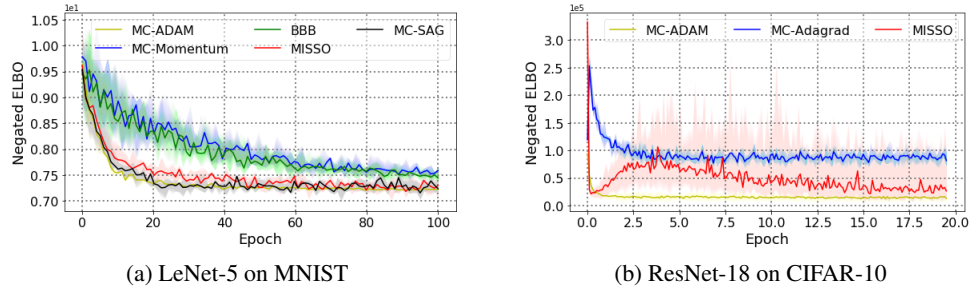 1e1
MC-ADAM BBB MC-SAG
MC-Momentum MISSO
1.05
1.00
0.95
0.90
0.85
0.80
0.75
0.70
Negated ELBO
0 20 40 60 80 100
Epoch
(a) LeNet-5 on MNIST
1e5
MC-ADAM MC-Adagrad MISSO
3.0
2.5
2.0
1.5
1.0
0.5
0.0
Negated ELBO
0.0 2.5 5.0 7.5 10.0 12.5 15.0 17.5 20.0
Epoch
(b) ResNet-18 on CIFAR-10